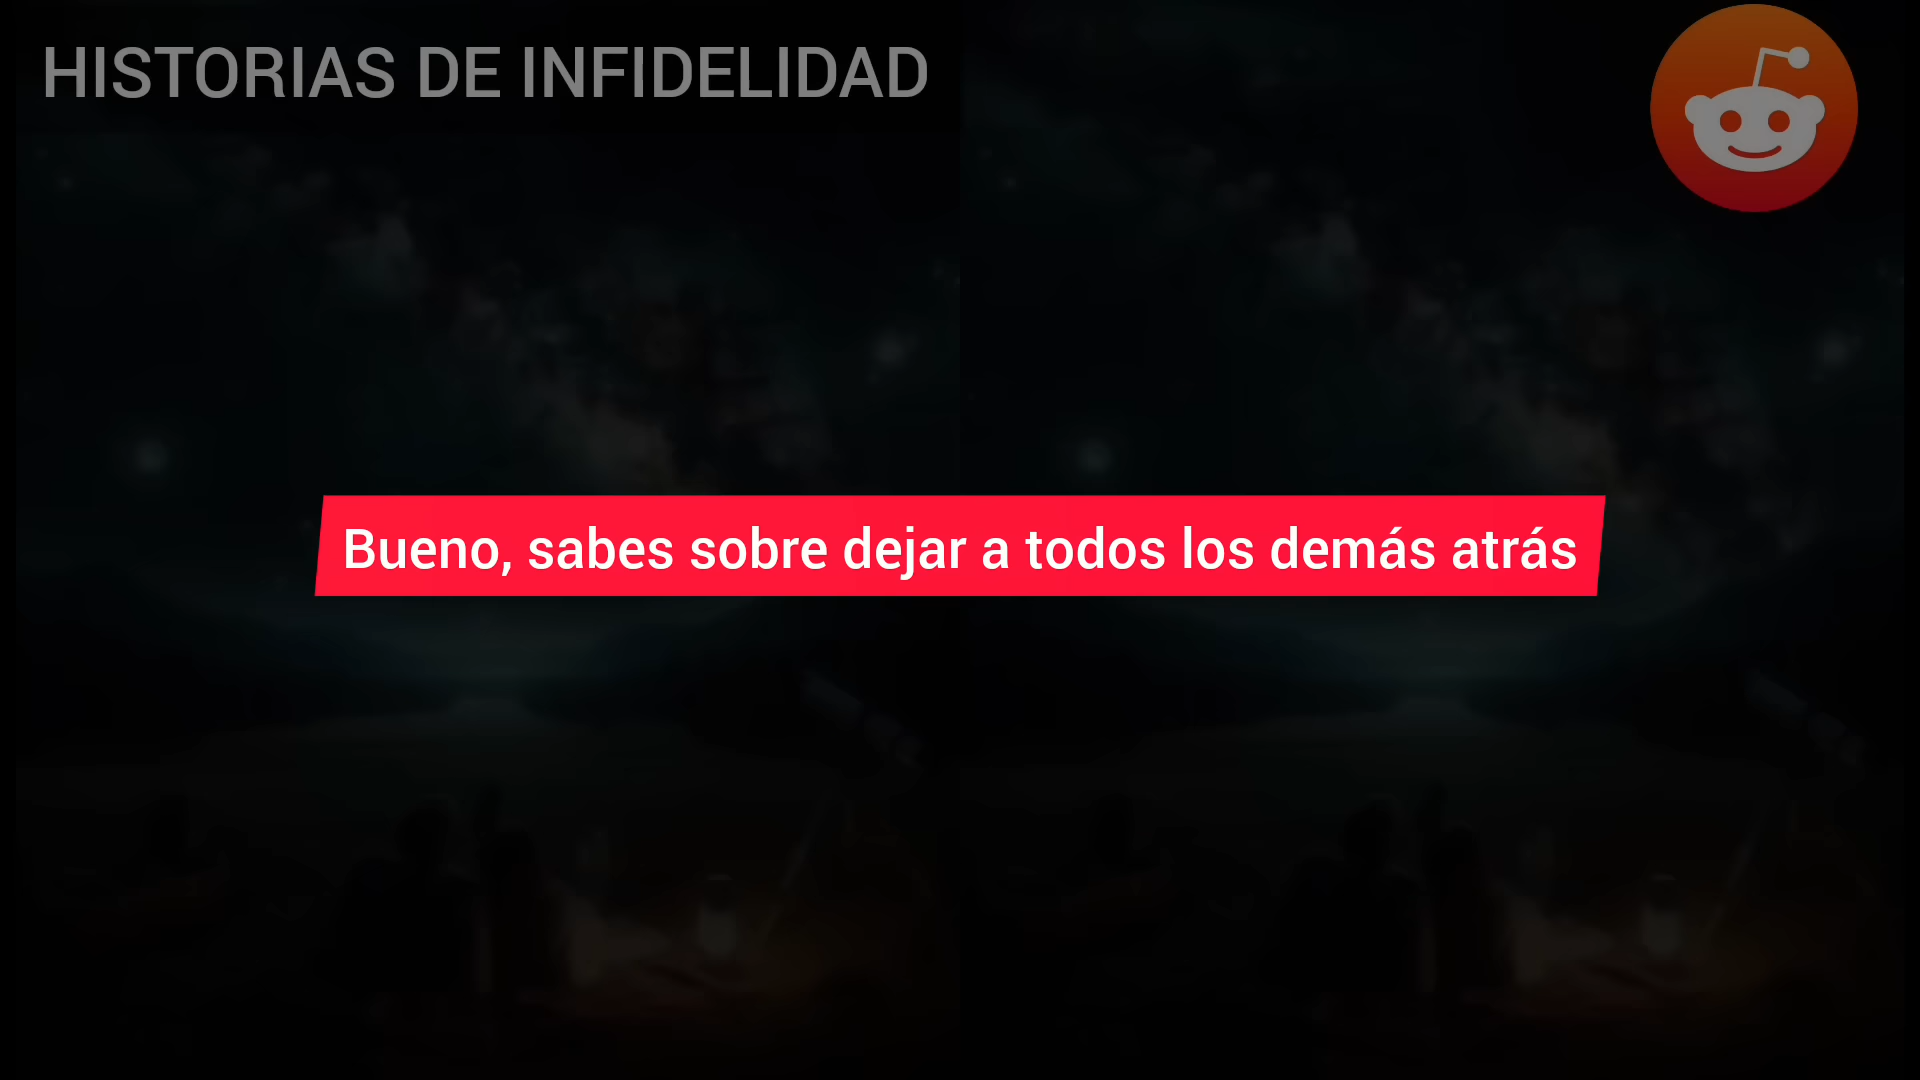 HISTORIAS DE INFIDELIDAD
Bueno, sabes sobre dejar a todos los demás atrás